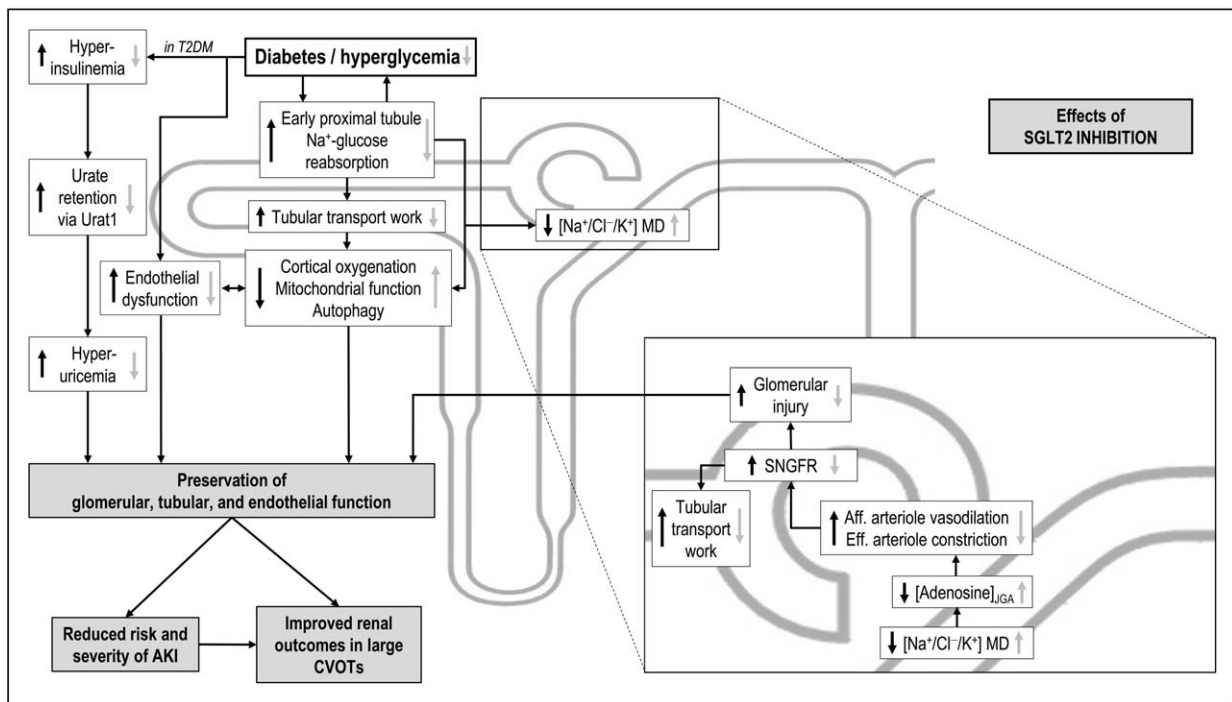 Hyper-
insulinemia
in T2DM
Diabetes / hyperglycemia
Early proximal tubule
Na⁺-glucose
reabsorption
Effects of
SGLT2 INHIBITION
Urate
retention
via Urat1
Tubular transport work
[Na⁺/Cl⁻/K⁺] MD
Endothelial
dysfunction
Cortical oxygenation
Mitochondrial function
Autophagy
Hyper-
uricemia
Glomerular
injury
SNGFR
Tubular
transport
work
Aff. arteriole vasodilation
Eff. arteriole constriction
[Adenosine]JGA
[Na⁺/Cl⁻/K⁺] MD
Preservation of
glomerular, tubular, and endothelial function
Reduced risk and
severity of AKI
Improved renal
outcomes in large
CVOTs